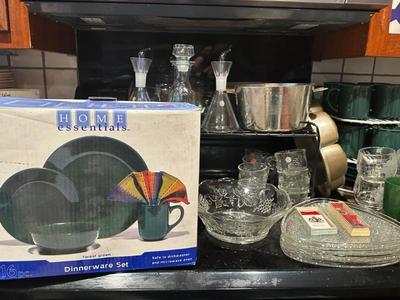 HOME
essentials
forest green
Safe in dishwasher
and microwave oven
16
Dinnerware Set